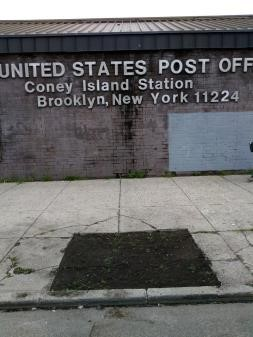 UNITED STATES POST OFF
Coney Island Station
Brooklyn, New York 11224